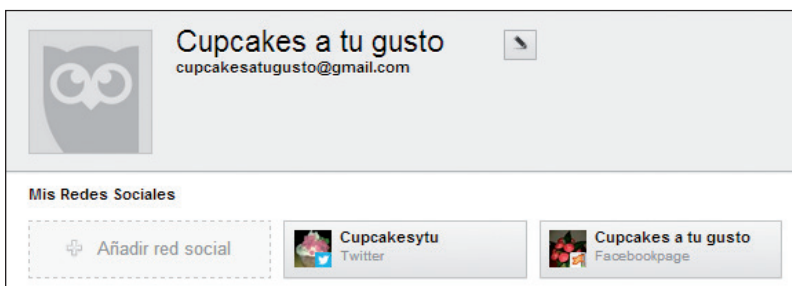 Cupcakes a tu gusto
cupcakesatugusto@gmail.com
Mis Redes Sociales
Añadir red social
Cupcakesytu
Twitter
Cupcakes a tu gusto
Facebookpage